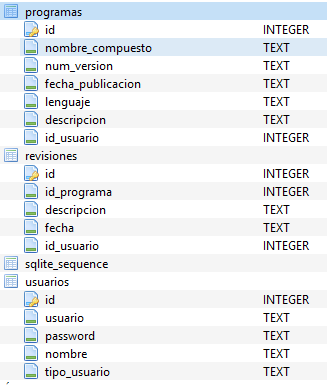 programas
id INTEGER
nombre_compuesto TEXT
num_version TEXT
fecha_publicacion TEXT
lenguaje TEXT
descripcion TEXT
id_usuario INTEGER
revisiones
id INTEGER
id_programa INTEGER
descripcion TEXT
fecha TEXT
id_usuario INTEGER
sqlite_sequence
usuarios
id INTEGER
usuario TEXT
password TEXT
nombre TEXT
tipo_usuario TEXT